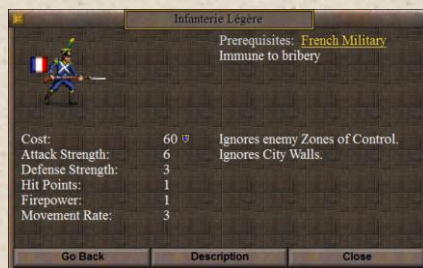 Infanterie Légère
Prerequisites: French Military
Immune to bribery
Cost: 60
Attack Strength: 6
Defense Strength: 3
Hit Points: 1
Firepower: 1
Movement Rate: 3
Ignores enemy Zones of Control.
Ignores City Walls.
Go Back
Description
Close